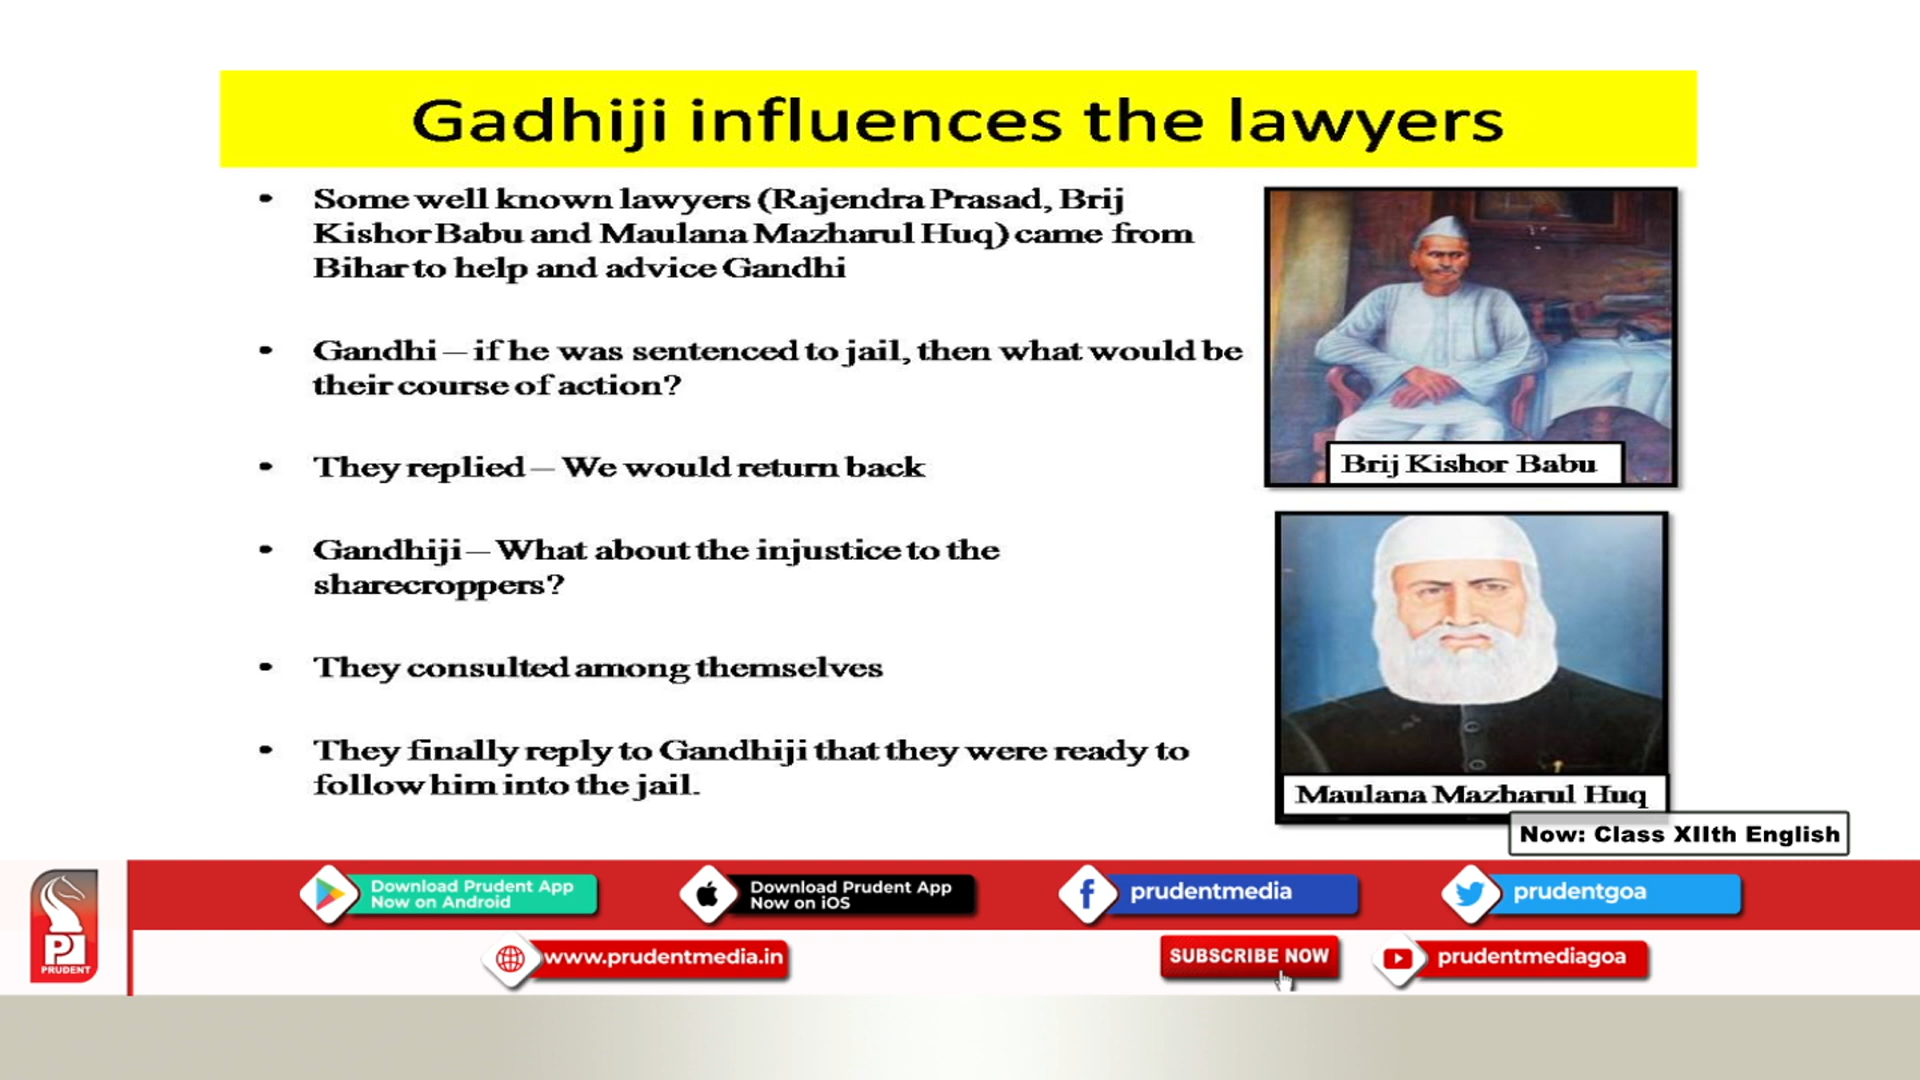 Gadhiji influences the lawyers
• Some well known lawyers (Rajendra Prasad, Brij
Kishor Babu and Maulana Mazharul Huq) came from
Bihar to help and advice Gandhi
• Gandhi – if he was sentenced to jail, then what would be
their course of action?
• They replied – We would return back
• Gandhiji – What about the injustice to the
sharecroppers?
• They consulted among themselves
• They finally reply to Gandhiji that they were ready to
follow him into the jail.
Brij Kishor Babu
Maulana Mazharul Huq
Now: Class XIIth English
PRUDENT
Download Prudent App
Now on Android
Download Prudent App
Now on iOS
prudentmedia
prudentgoa
www.prudentmedia.in
SUBSCRIBE NOW
prudentmediagoa